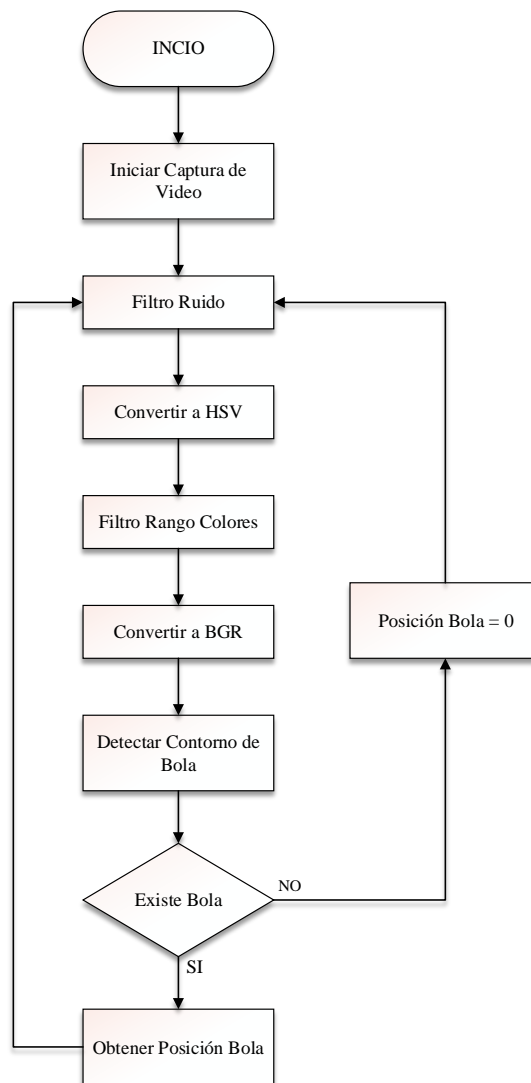 INCIO
Iniciar Captura de
Video
Filtro Ruido
Convertir a HSV
Filtro Rango Colores
Convertir a BGR
Posición Bola = 0
Detectar Contorno de
Bola
Existe Bola
NO
SI
Obtener Posición Bola